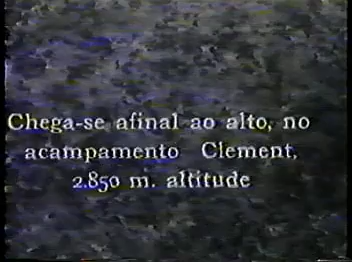 Chega-se afinal ao alto, no
acampamento Clement,
2.850 m. altitude